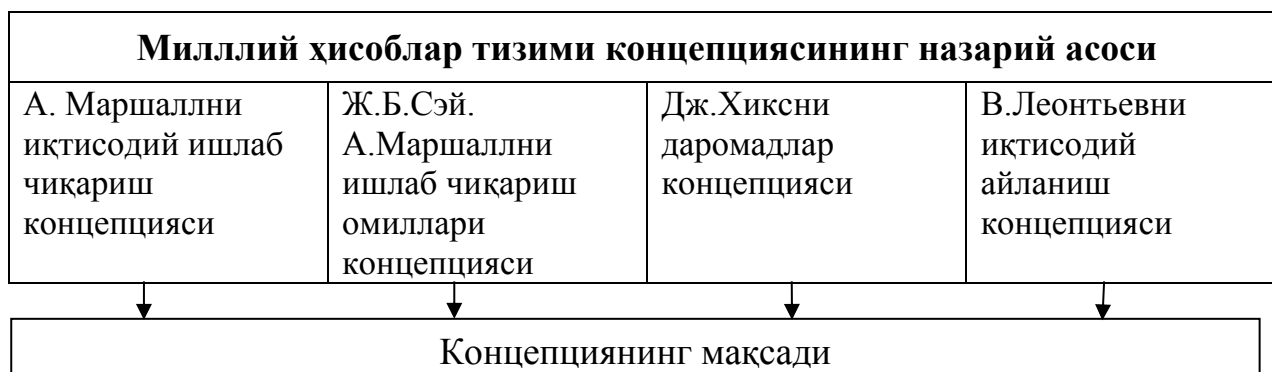 Милллий ҳисоблар тизими концепциясининг назарий асоси
А. Маршаллни
иқтисодий ишлаб
чиқариш
концепцияси
Ж.Б.Сэй.
А.Маршаллни
ишлаб чиқариш
омиллари
концепцияси
Дж.Хиксни
даромадлар
концепцияси
В.Леонтьевни
иқтисодий
айланиш
концепцияси
Концепциянинг мақсади